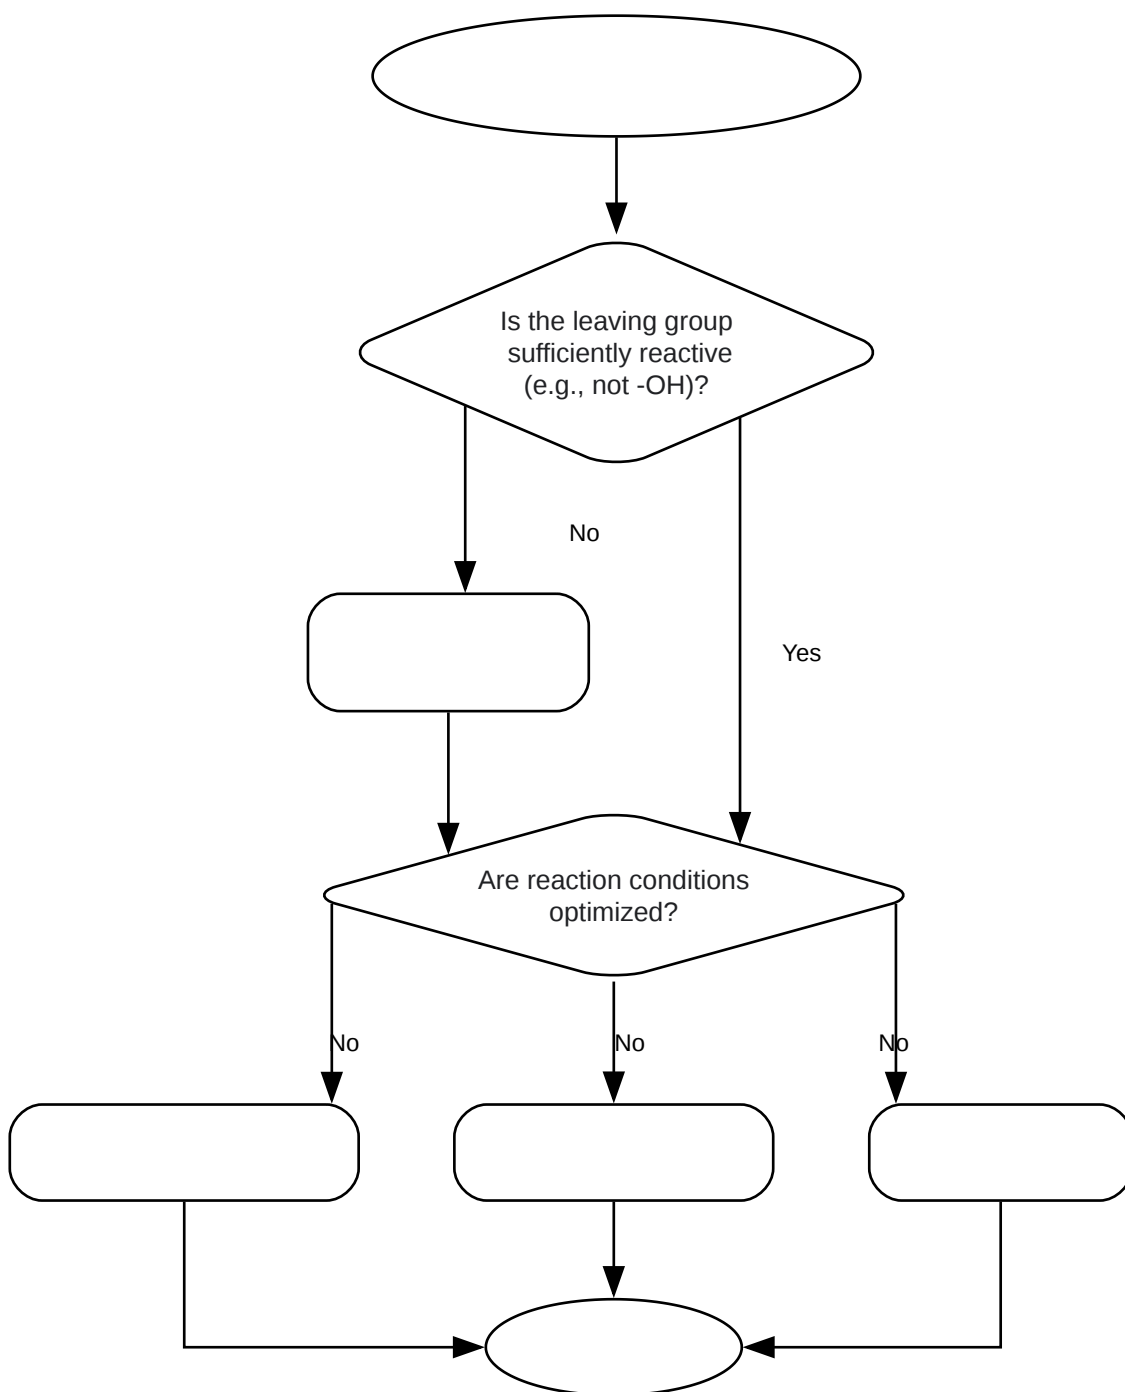 Is the leaving group
sufficiently reactive
(e.g., not -OH)?
No
Yes
Are reaction conditions
optimized?
No
No
No